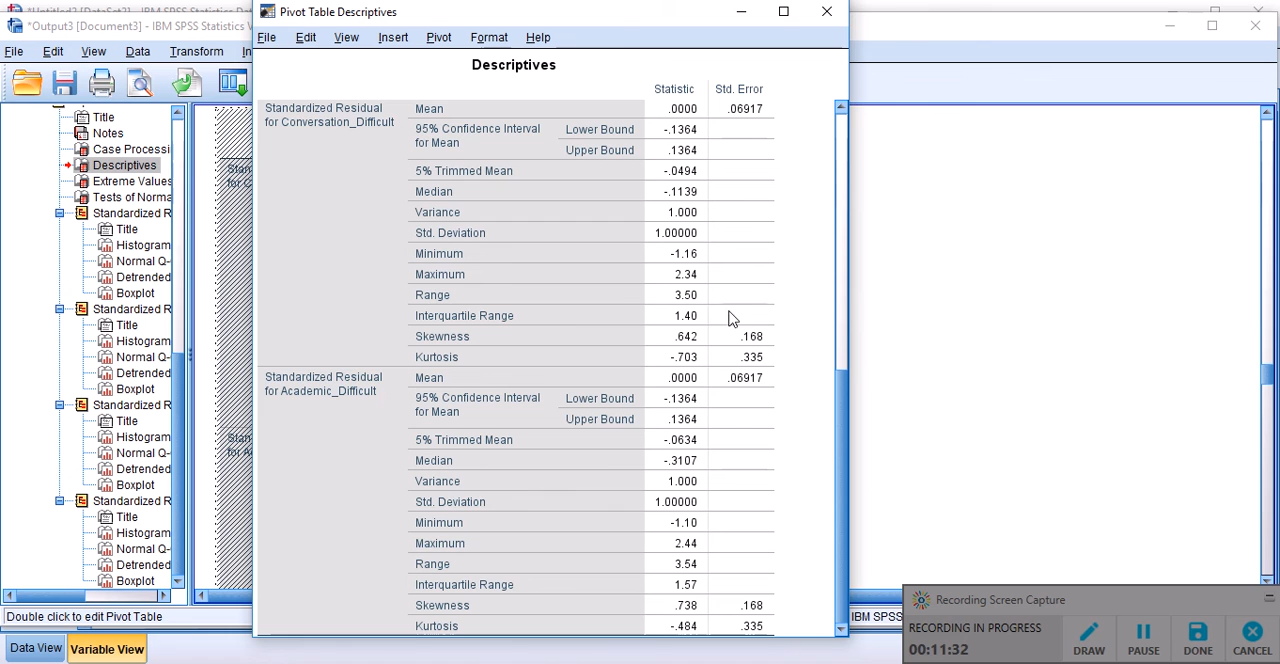 *Untitled2 [DataSet2]
*Output3 [Document3] - IBM SPSS Statistics V
File Edit View Data Transform In
Title
Notes
Case Processi
Descriptives
Extreme Values
Tests of Norma
Standardized R
Title
Histogram
Normal Q-
Detrended
Boxplot
Standardized R
Title
Histogram
Normal Q-
Detrended
Boxplot
Standardized R
Title
Histogram
Normal Q-
Detrended
Boxplot
Standardized R
Title
Histogram
Normal Q-
Detrended
Boxplot
Stan
for C
Stan
for A
Double click to edit Pivot Table
IBM SPSS
Data View Variable View
Pivot Table Descriptives
File Edit View Insert Format Pivot Help
Descriptives
Statistic Std. Error
Standardized Residual for Conversation_Difficult Mean .0000 .06917
95% Confidence Interval for Mean Lower Bound -.1364
Upper Bound .1364
5% Trimmed Mean -.0494
Median -.1139
Variance 1.000
Std. Deviation 1.00000
Minimum -1.16
Maximum 2.34
Range 3.50
Interquartile Range 1.40
Skewness .642 .168
Kurtosis -.703 .335
Standardized Residual for Academic_Difficult Mean .0000 .06917
95% Confidence Interval for Mean Lower Bound -.1364
Upper Bound .1364
5% Trimmed Mean -.0634
Median -.3107
Variance 1.000
Std. Deviation 1.00000
Minimum -1.10
Maximum 2.44
Range 3.54
Interquartile Range 1.57
Skewness .738 .168
Kurtosis -.484 .335
Recording Screen Capture
RECORDING IN PROGRESS
00:11:32
DRAW PAUSE DONE CANCEL